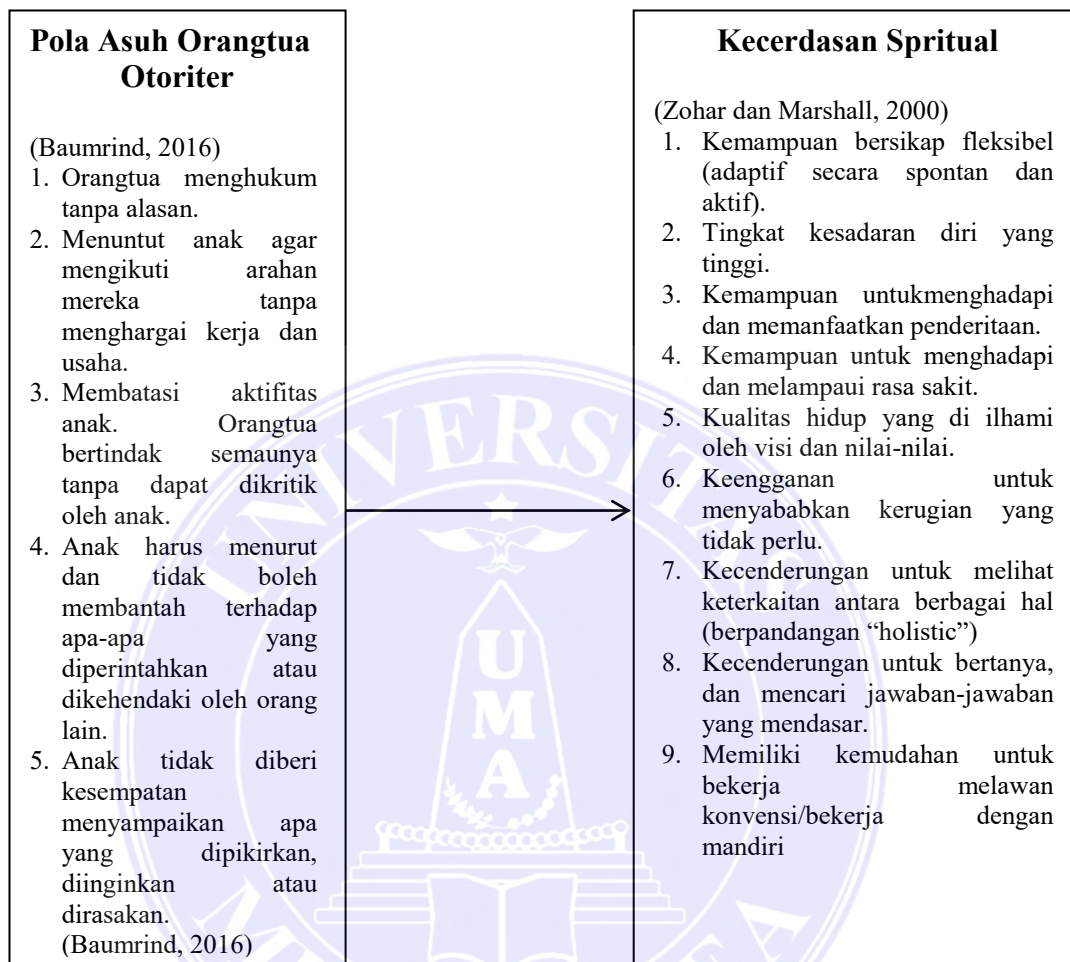 Pola Asuh Orangtua
Otoriter
(Baumrind, 2016)
1. Orangtua menghukum
tanpa alasan.
2. Menuntut anak agar
mengikuti arahan
mereka tanpa
menghargai kerja dan
usaha.
3. Membatasi aktifitas
anak. Orangtua
bertindak semaunya
tanpa dapat dikritik
oleh anak.
4. Anak harus menurut
dan tidak boleh
membantah terhadap
apa-apa yang
diperintahkan atau
dikehendaki oleh orang
lain.
5. Anak tidak diberi
kesempatan
menyampaikan apa
yang dipikirkan,
diinginkan atau
dirasakan.
(Baumrind, 2016)
Kecerdasan Spritual
(Zohar dan Marshall, 2000)
1. Kemampuan bersikap fleksibel
(adaptif secara spontan dan
aktif).
2. Tingkat kesadaran diri yang
tinggi.
3. Kemampuan untukmenghadapi
dan memanfaatkan penderitaan.
4. Kemampuan untuk menghadapi
dan melampaui rasa sakit.
5. Kualitas hidup yang di ilhami
oleh visi dan nilai-nilai.
6. Keengganan untuk
menyababkan kerugian yang
tidak perlu.
7. Kecenderungan untuk melihat
keterkaitan antara berbagai hal
(berpandangan “holistic”)
8. Kecenderungan untuk bertanya,
dan mencari jawaban-jawaban
yang mendasar.
9. Memiliki kemudahan untuk
bekerja melawan
konvensi/bekerja dengan
mandiri
UNIVERSITAS
UMA